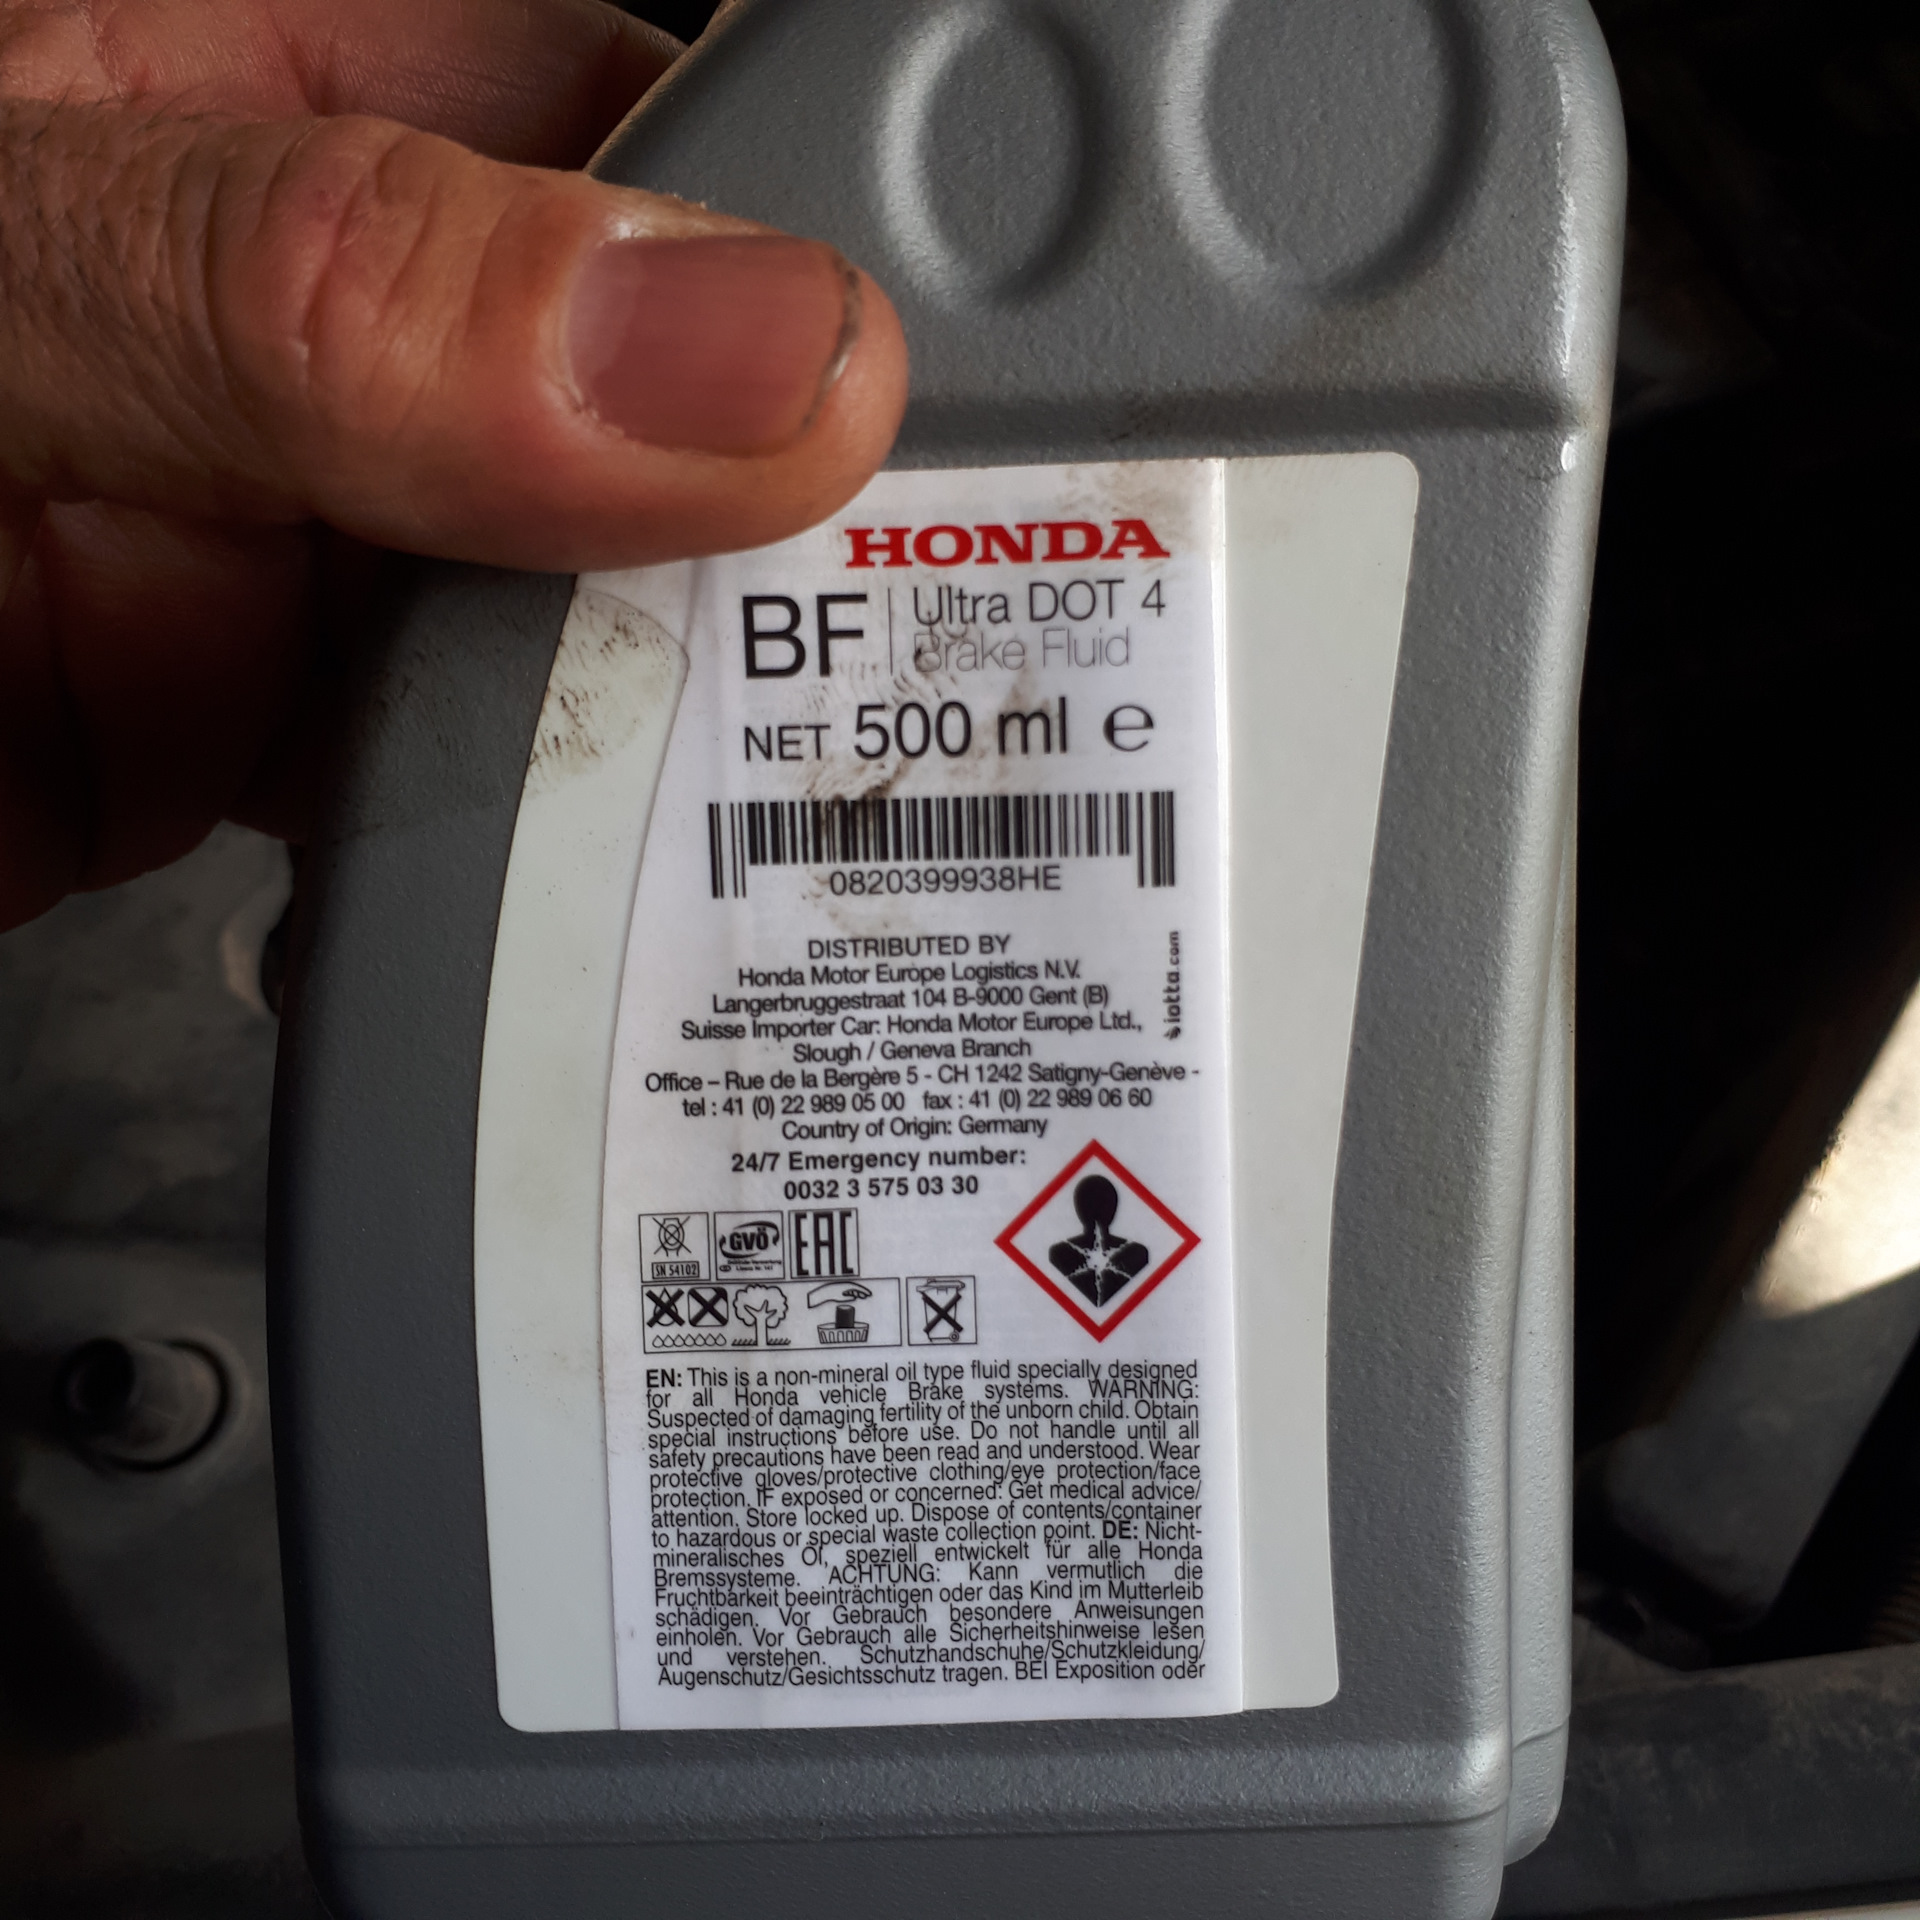 HONDA
BF
Ultra DOT 4
Brake Fluid
NET 500 ml e
0820399938HE
DISTRIBUTED BY
Honda Motor Europe Logistics N.V.
Langerbruggestraat 104 B-9000 Gent (B)
Suisse Importer Car: Honda Motor Europe Ltd.,
Slough / Geneva Branch
Office – Rue de la Bergère 5 - CH 1242 Satigny-Genève -
tel : 41 (0) 22 989 05 00 fax : 41 (0) 22 989 06 60
Country of Origin: Germany
iotta.com
24/7 Emergency number:
0032 3 575 03 30
SN 54102
GVÖ
EAC
EN: This is a non-mineral oil type fluid specially designed
for all Honda vehicle Brake systems. WARNING:
Suspected of damaging fertility of the unborn child. Obtain
special instructions before use. Do not handle until all
safety precautions have been read and understood. Wear
protective gloves/protective clothing/eye protection/face
protection. IF exposed or concerned: Get medical advice/
attention. Store locked up. Dispose of contents/container
to hazardous or special waste collection point. DE: Nicht-
mineralisches Öl, speziell entwickelt für alle Honda
Bremssysteme. ACHTUNG: Kann vermutlich die
Fruchtbarkeit beeinträchtigen oder das Kind im Mutterleib
schädigen. Vor Gebrauch besondere Anweisungen
einholen. Vor Gebrauch alle Sicherheitshinweise lesen
und verstehen. Schutzhandschuhe/Schutzkleidung/
Augenschutz/Gesichtsschutz tragen. BEI Exposition oder